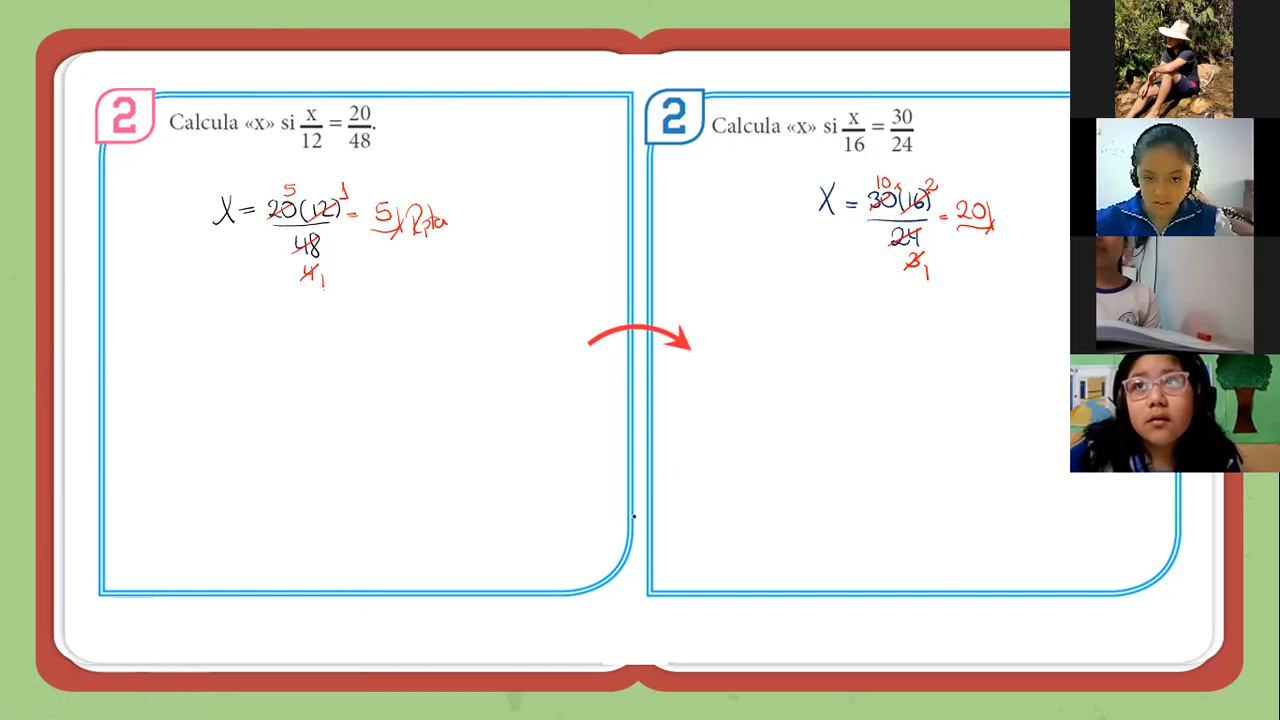 2
Calcula «x» si x/12 = 20/48.
X = 20(12)/48 = 5 Rpta
5 1
4 1
2
Calcula «x» si x/16 = 30/24
X = 30(16)/24 = 20
10 2
3 1